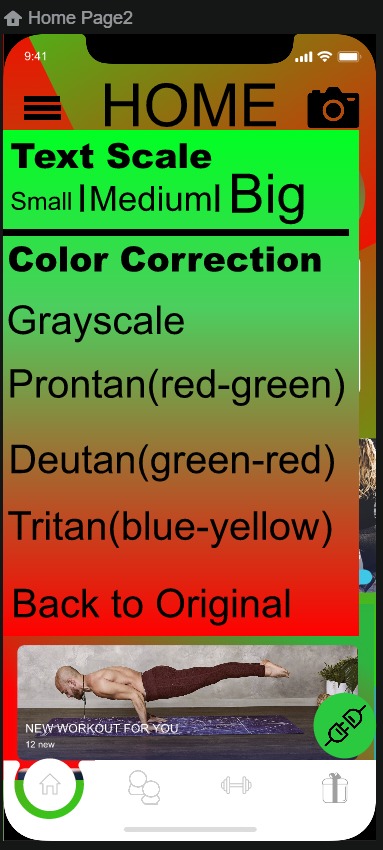 Home Page2
9:41
HOME
Text Scale
Small |Medium| Big
Color Correction
Grayscale
Prontan(red-green)
Deutan(green-red)
Tritan(blue-yellow)
Back to Original
NEW WORKOUT FOR YOU
12 new